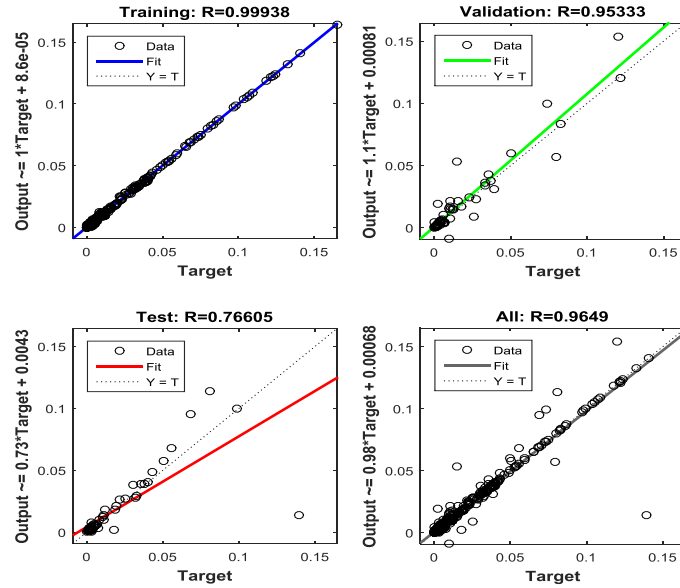 Training: R=0.99938
Output ~= 1*Target + 8.6e-05
0.15
0.1
0.05
0
Data
Fit
Y = T
0
0.05
0.1
0.15
Target
Validation: R=0.95333
Output ~= 1.1*Target + 0.00081
0.15
0.1
0.05
0
Data
Fit
Y = T
0
0.05
0.1
0.15
Target
Test: R=0.76605
Output ~= 0.73*Target + 0.0043
0.15
0.1
0.05
0
Data
Fit
Y = T
0
0.05
0.1
0.15
Target
All: R=0.9649
Output ~= 0.98*Target + 0.00068
0.15
0.1
0.05
0
Data
Fit
Y = T
0
0.05
0.1
0.15
Target